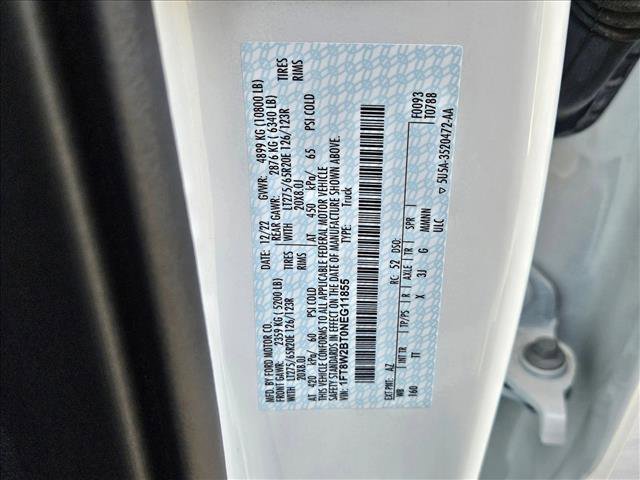 MFD. BY FORD MOTOR CO.
DATE: 12/22 GVWR: 4899 KG (10800 LB)
FRONT GAWR: 2359 KG (5200 LB) REAR GAWR: 2876 KG (6340 LB)
LT275/65R20E 126/123R TIRES WITH LT275/65R20E 126/123R TIRES
20X8.0J RIMS 20X8.0J RIMS
AT 420 kPa/ 60 PSI COLD AT 450 kPa/ 65 PSI COLD
THIS VEHICLE CONFORMS TO ALL APPLICABLE FEDERAL MOTOR VEHICLE
SAFETY STANDARDS IN EFFECT ON THE DATE OF MANUFACTURE SHOWN ABOVE.
VIN: 1FT8W2BT0NEG11855 TYPE: Truck
F0093
T0788
EXT PNT: AZ RC: 52 DSO:
WB INT TR TP/PS R AXLE TR SPR
160 TT X 3J G MMMNN
ULC ▽ 5U5A-3520472-AA